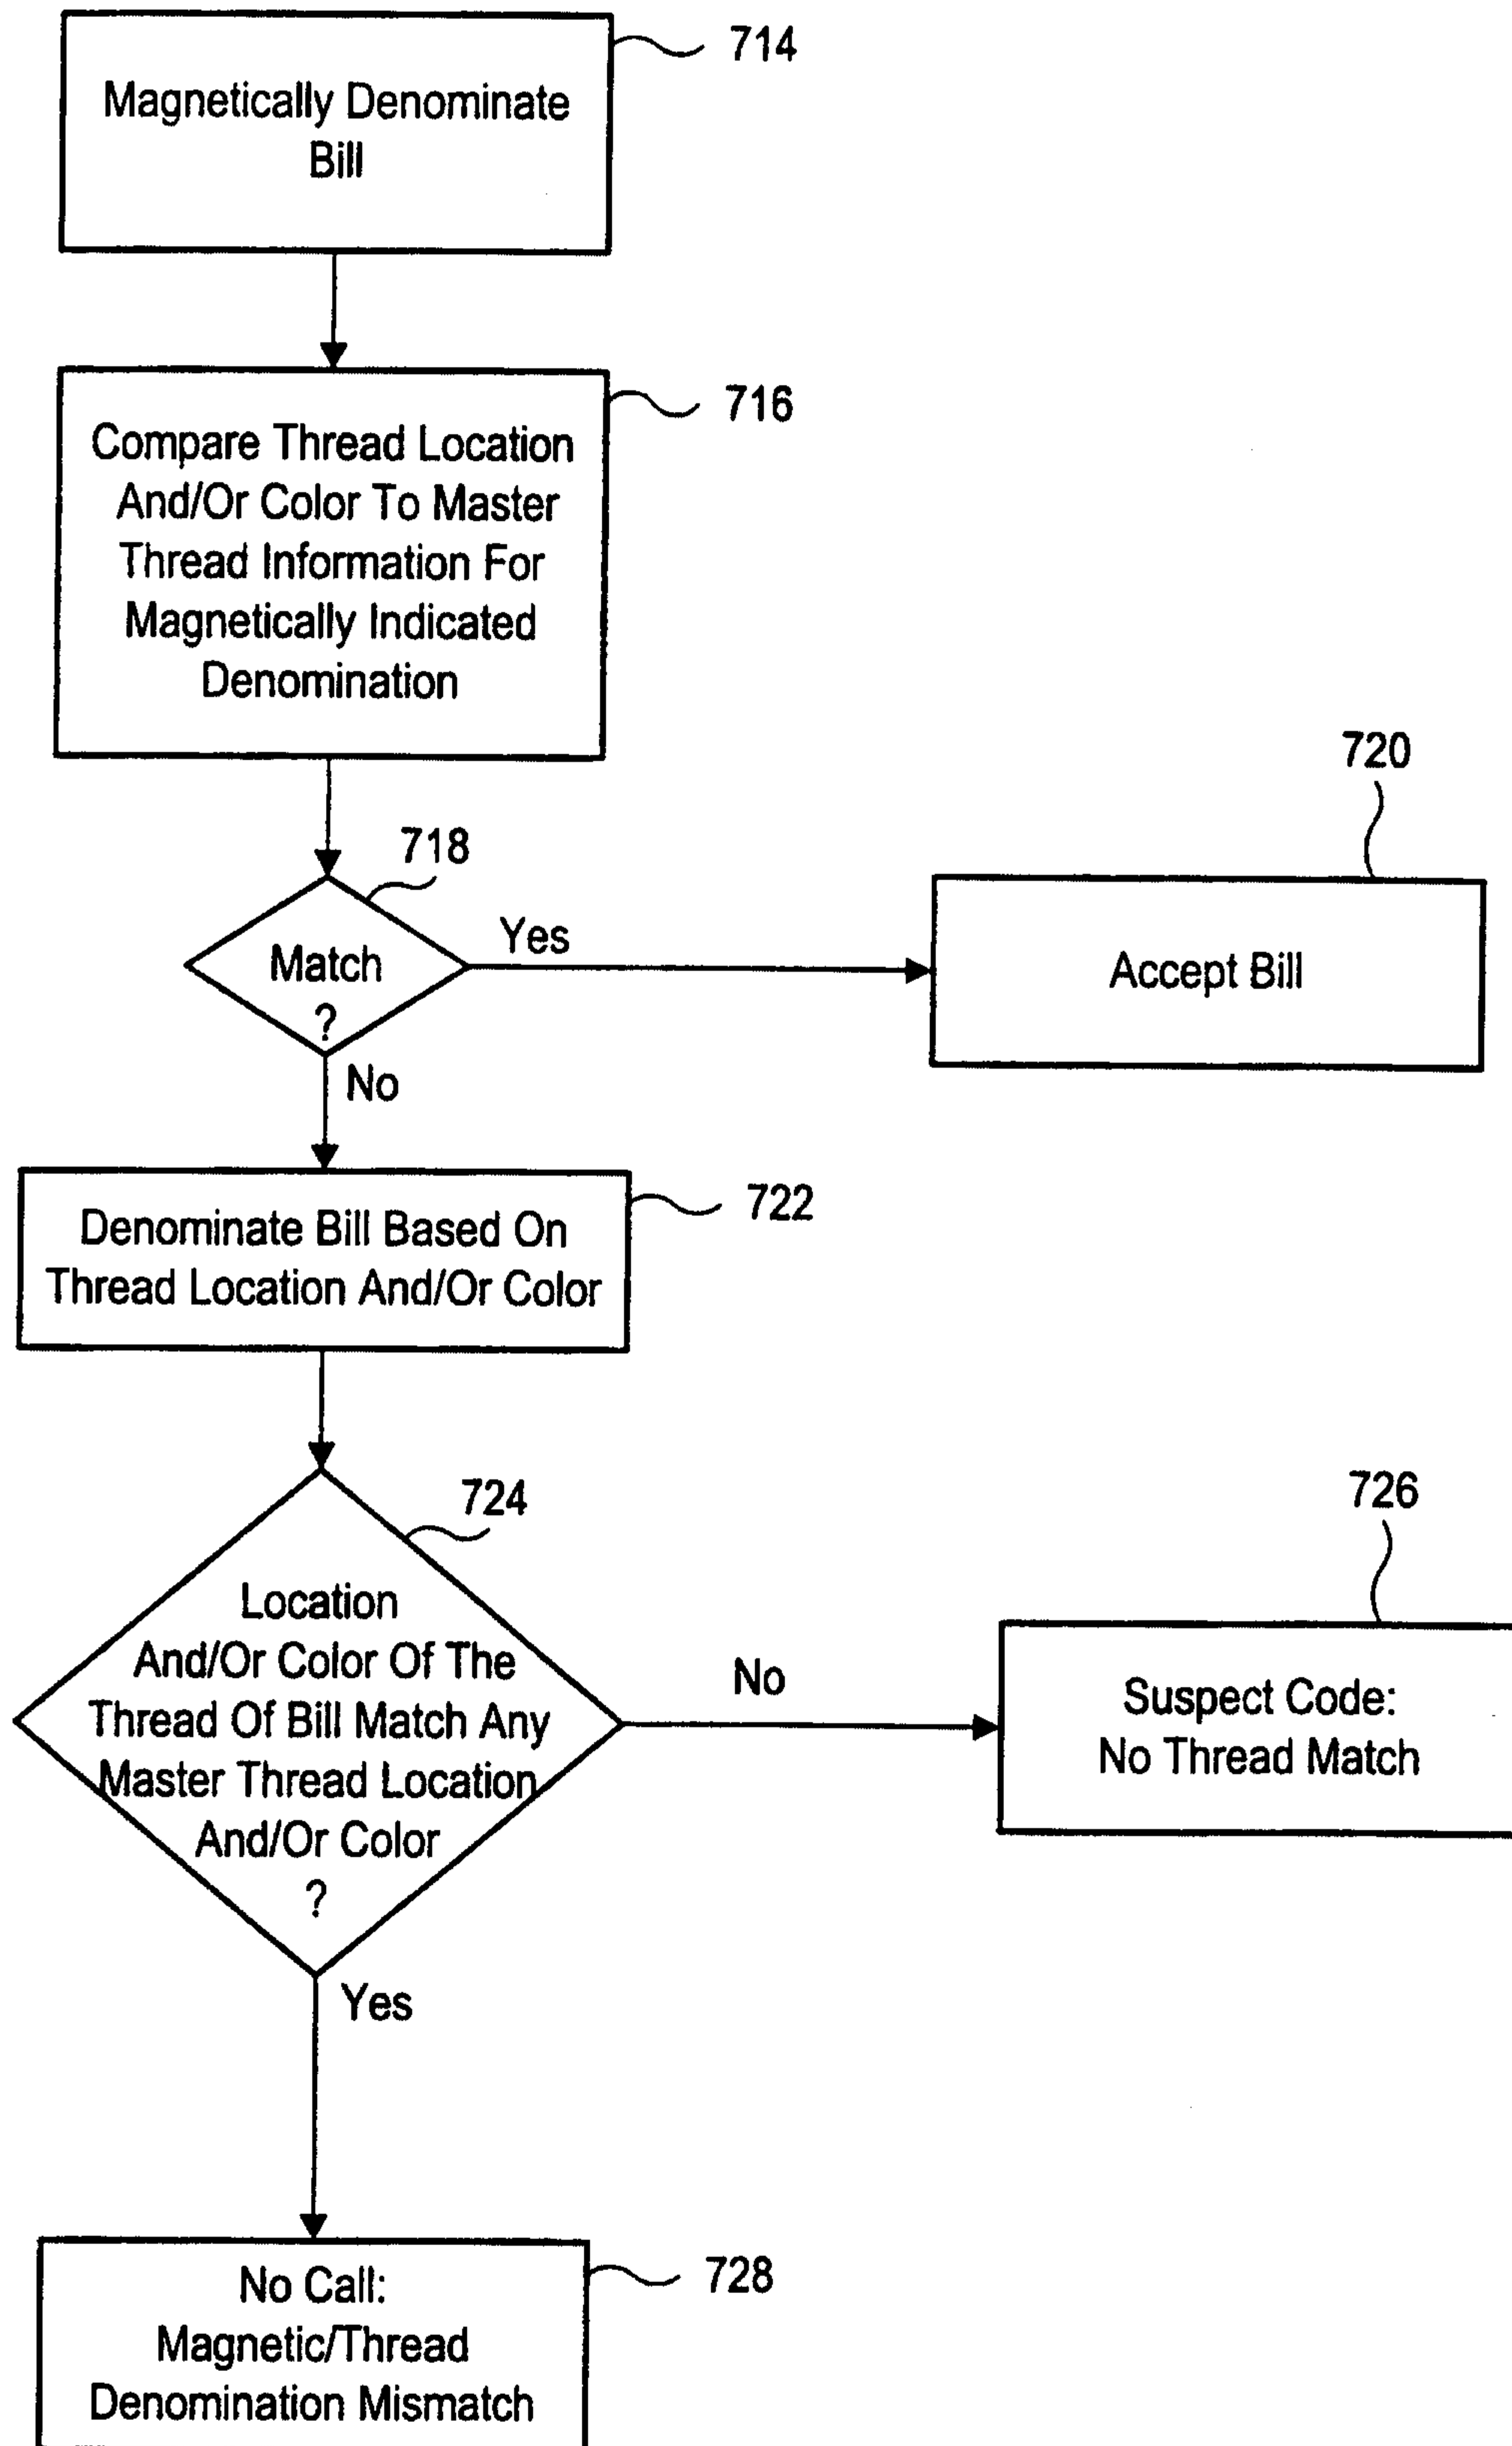 714
Magnetically Denominate
Bill
716
Compare Thread Location
And/Or Color To Master
Thread Information For
Magnetically Indicated
Denomination
718
Match
?
Yes
720
Accept Bill
No
722
Denominate Bill Based On
Thread Location And/Or Color
724
Location
And/Or Color Of The
Thread Of Bill Match Any
Master Thread Location
And/Or Color
?
No
726
Suspect Code:
No Thread Match
Yes
728
No Call:
Magnetic/Thread
Denomination Mismatch